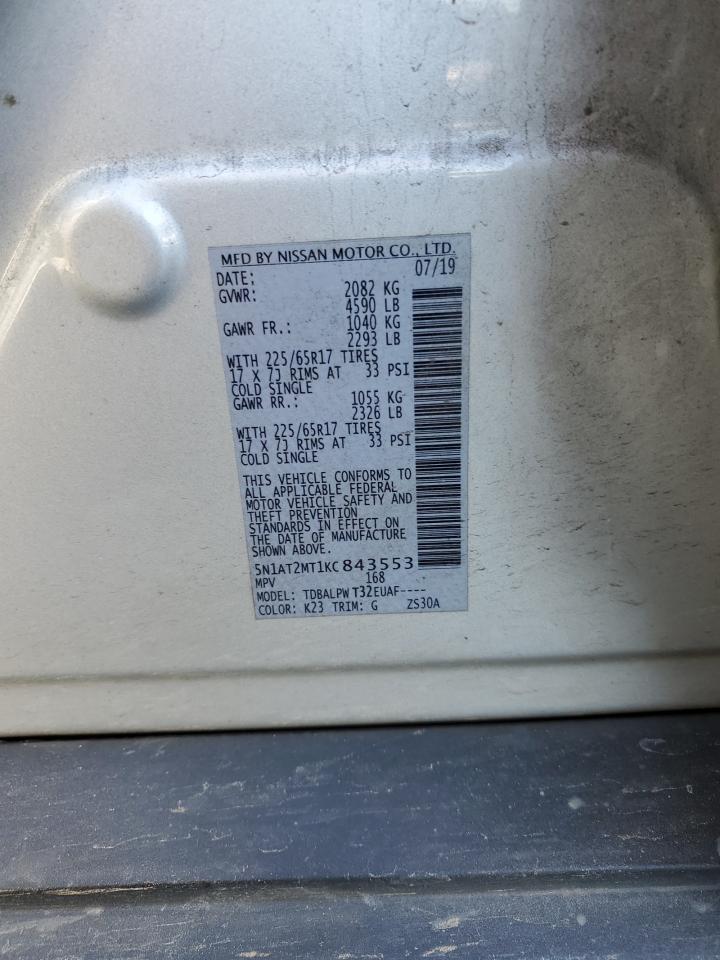 MFD BY NISSAN MOTOR CO., LTD.
DATE: 07/19
GVWR: 2082 KG
4590 LB
GAWR FR.: 1040 KG
2293 LB
WITH 225/65R17 TIRES
17 X 7J RIMS AT 33 PSI
COLD SINGLE
GAWR RR.: 1055 KG
2326 LB
WITH 225/65R17 TIRES
17 X 7J RIMS AT 33 PSI
COLD SINGLE
THIS VEHICLE CONFORMS TO
ALL APPLICABLE FEDERAL
MOTOR VEHICLE SAFETY AND
THEFT PREVENTION
STANDARDS IN EFFECT ON
THE DATE OF MANUFACTURE
SHOWN ABOVE.
5N1AT2MT1KC843553
MPV 168
MODEL: TDBALPW T32EUAF----
COLOR: K23 TRIM: G ZS30A